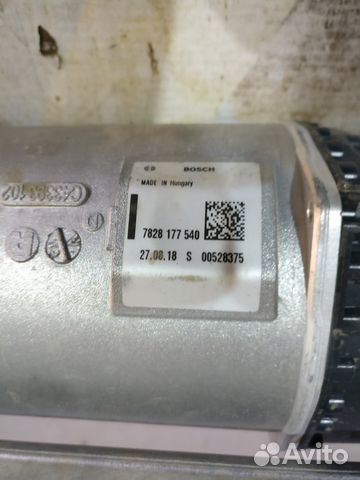 BOSCH
MADE IN Hungary
7828 177 540
27.08.18 S 00528375
Avito